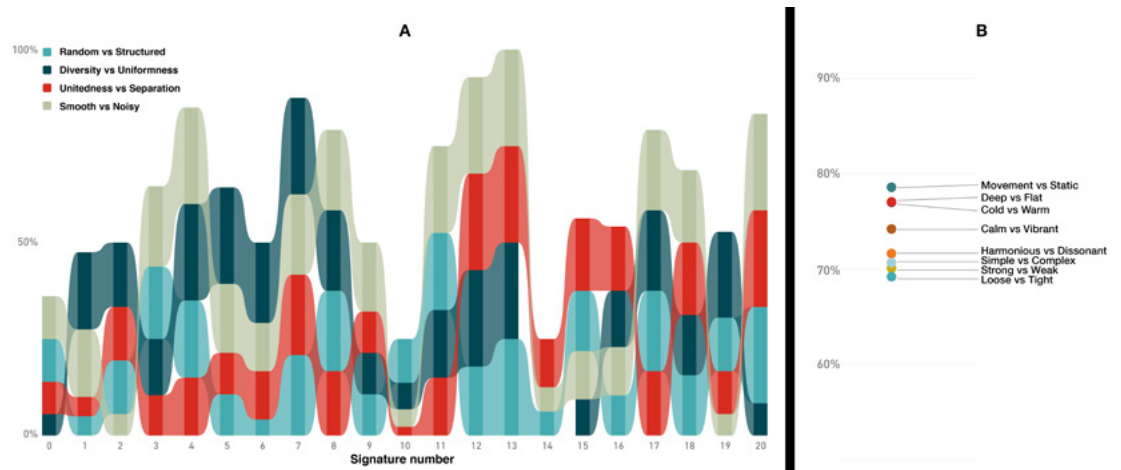 A
100%
Random vs Structured
Diversity vs Uniformness
Unitedness vs Separation
Smooth vs Noisy
50%
0%
0 1 2 3 4 5 6 7 8 9 10 11 12 13 14 15 16 17 18 19 20
Signature number
B
90%
80%
Movement vs Static
Deep vs Flat
Cold vs Warm
Calm vs Vibrant
Harmonious vs Dissonant
Simple vs Complex
70%
Strong vs Weak
Loose vs Tight
60%